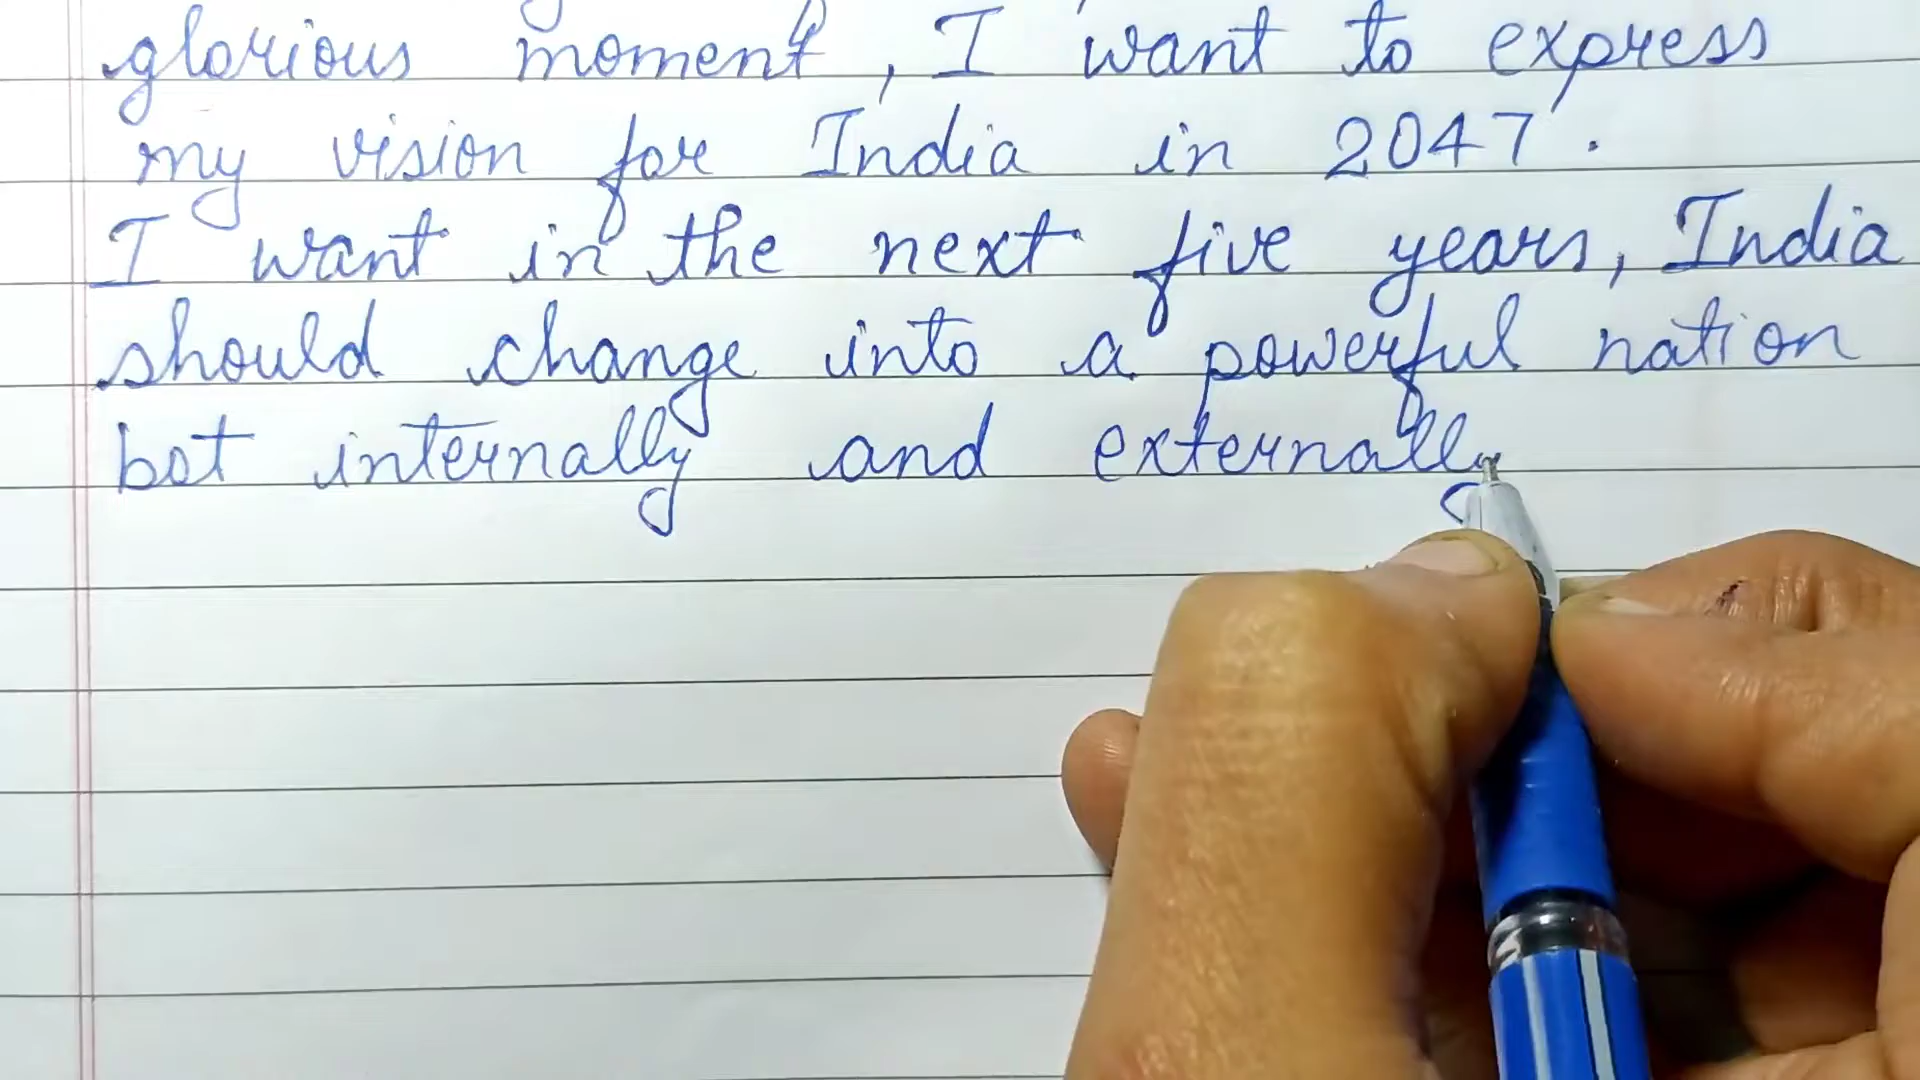 glorious moment, I want to express
my vision for India in 2047.
I want in the next five years, India
should change into a powerful nation
bot internally and externally